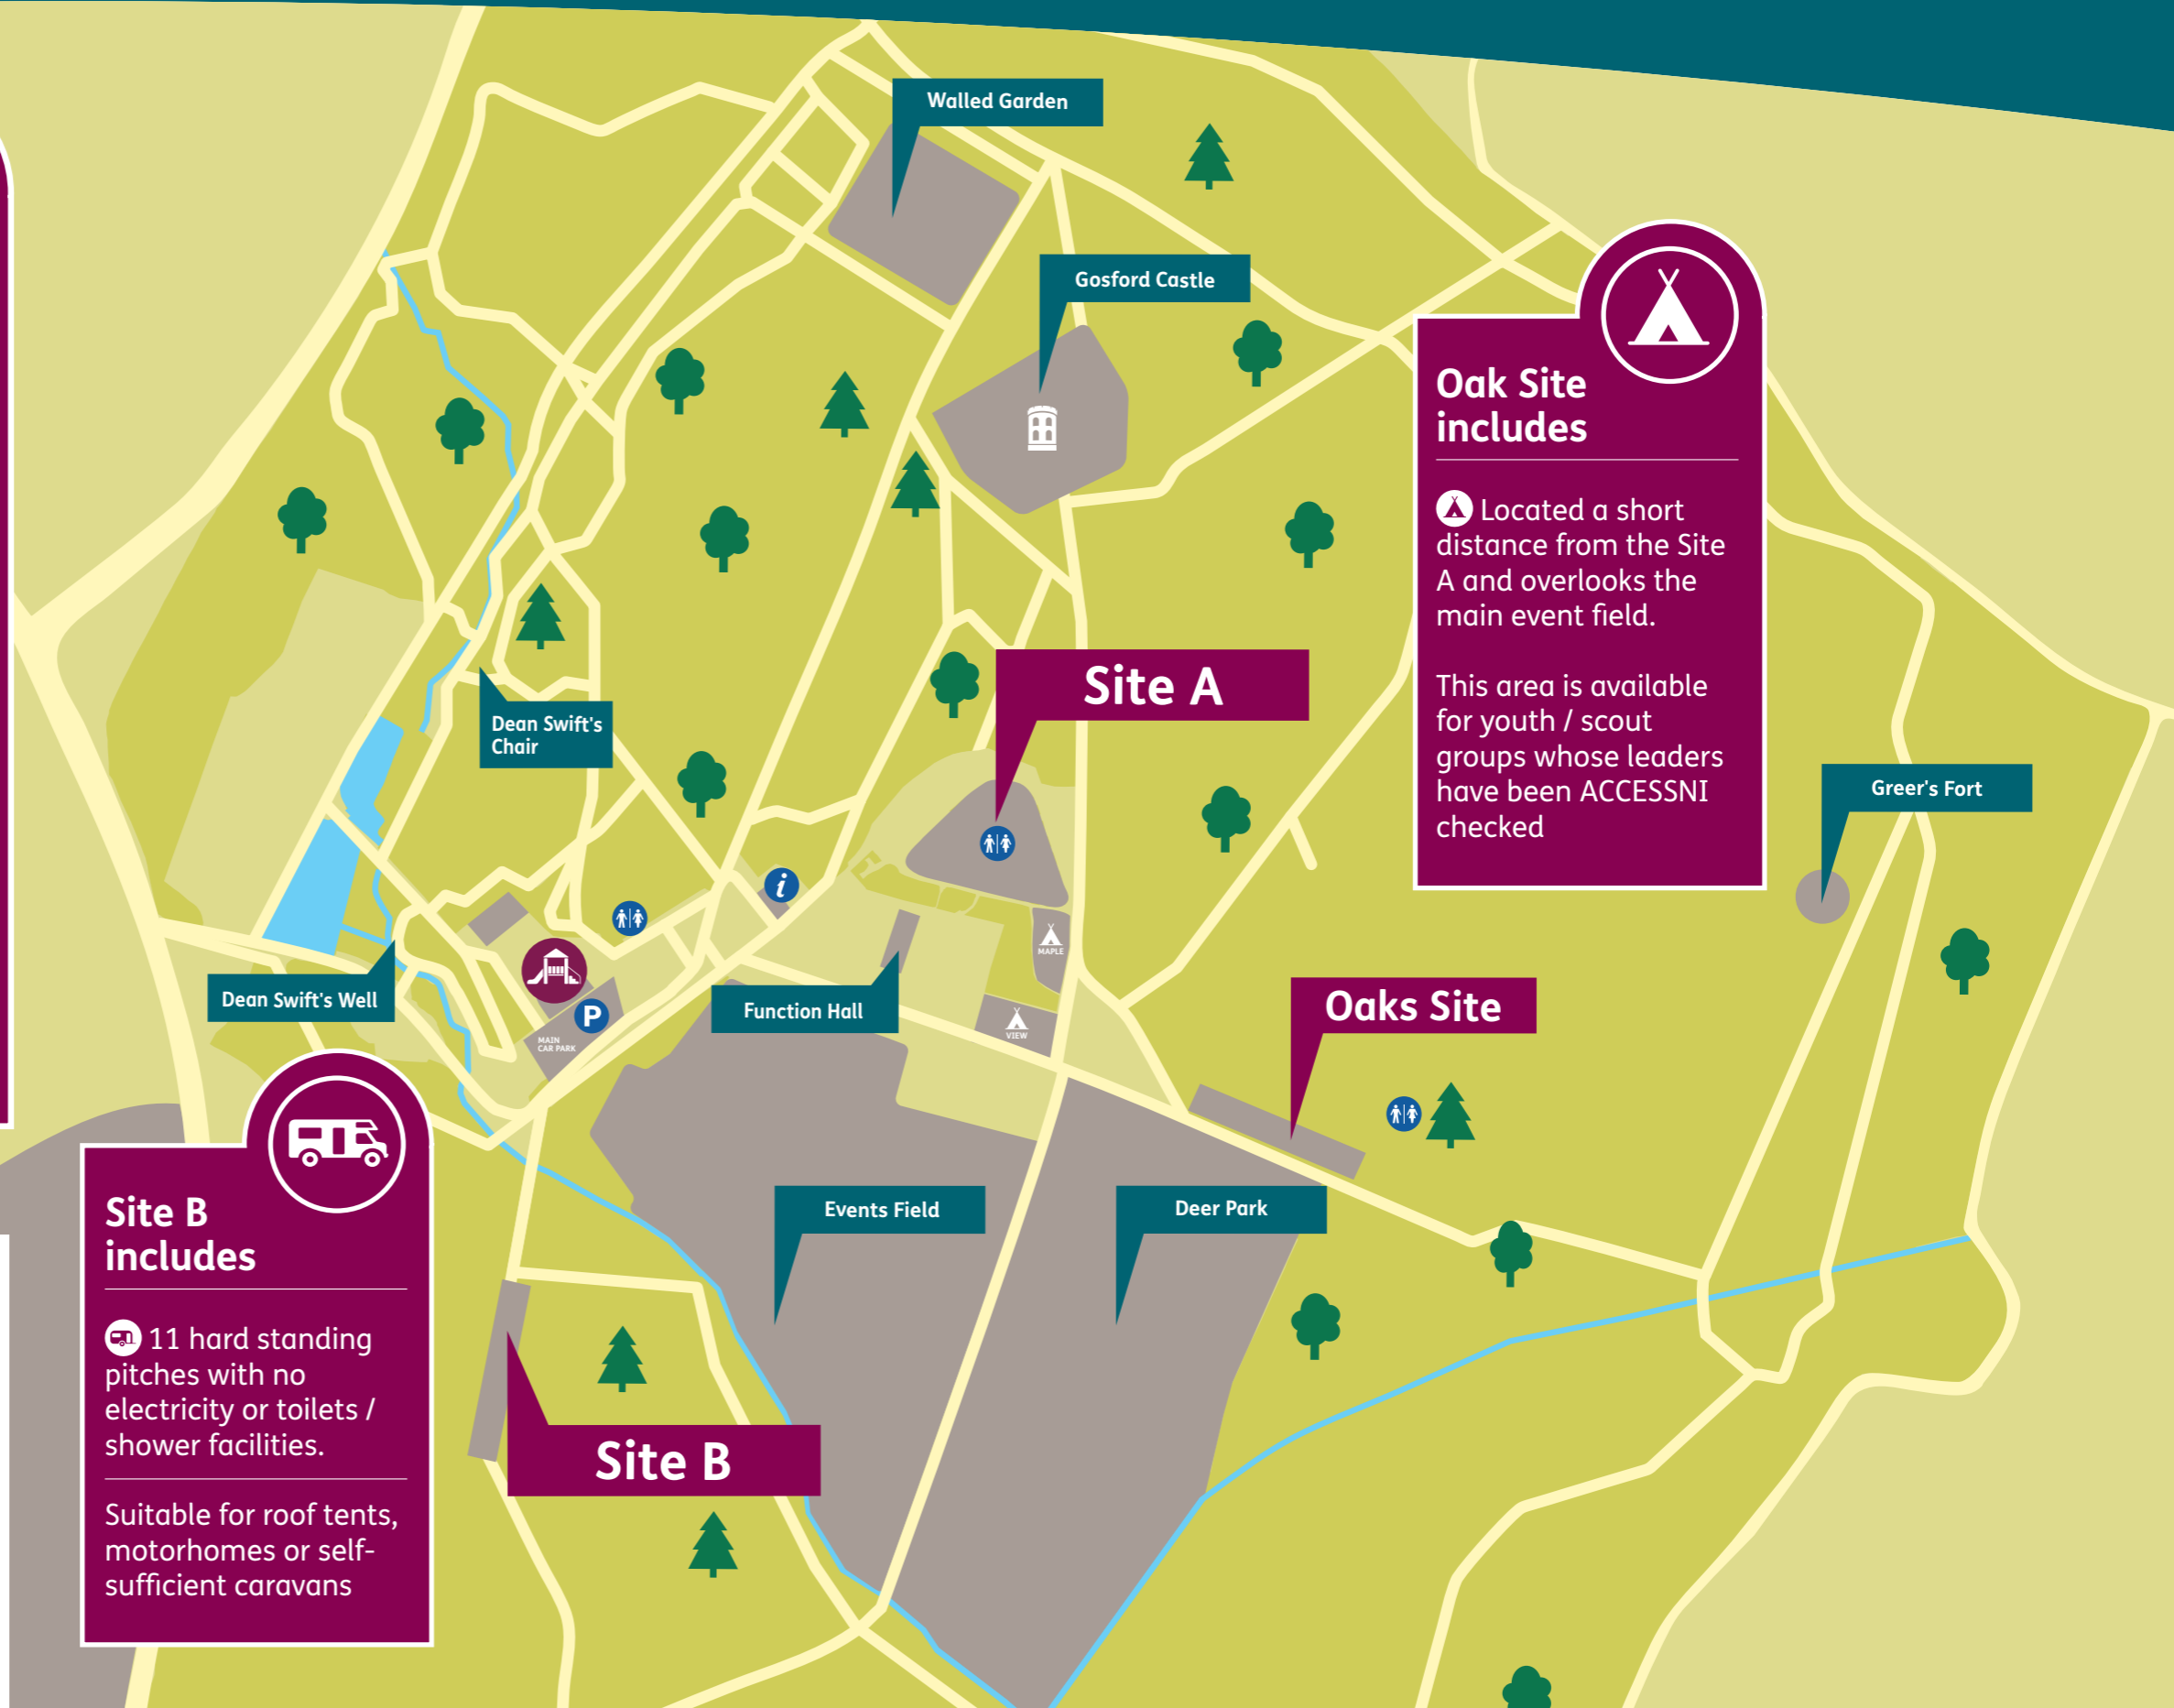 Walled Garden
Gosford Castle
Oak Site
includes
Located a short
distance from the Site
A and overlooks the
main event field.
This area is available
for youth / scout
groups whose leaders
have been ACCESSNI
checked
Site A
Dean Swift's
Chair
Greer's Fort
i
MAPLE
Dean Swift's Well
Function Hall
P
MAIN
CAR PARK
VIEW
Oaks Site
Events Field
Deer Park
Site B
includes
11 hard standing
pitches with no
electricity or toilets /
shower facilities.
Suitable for roof tents,
motorhomes or self-
sufficient caravans
Site B